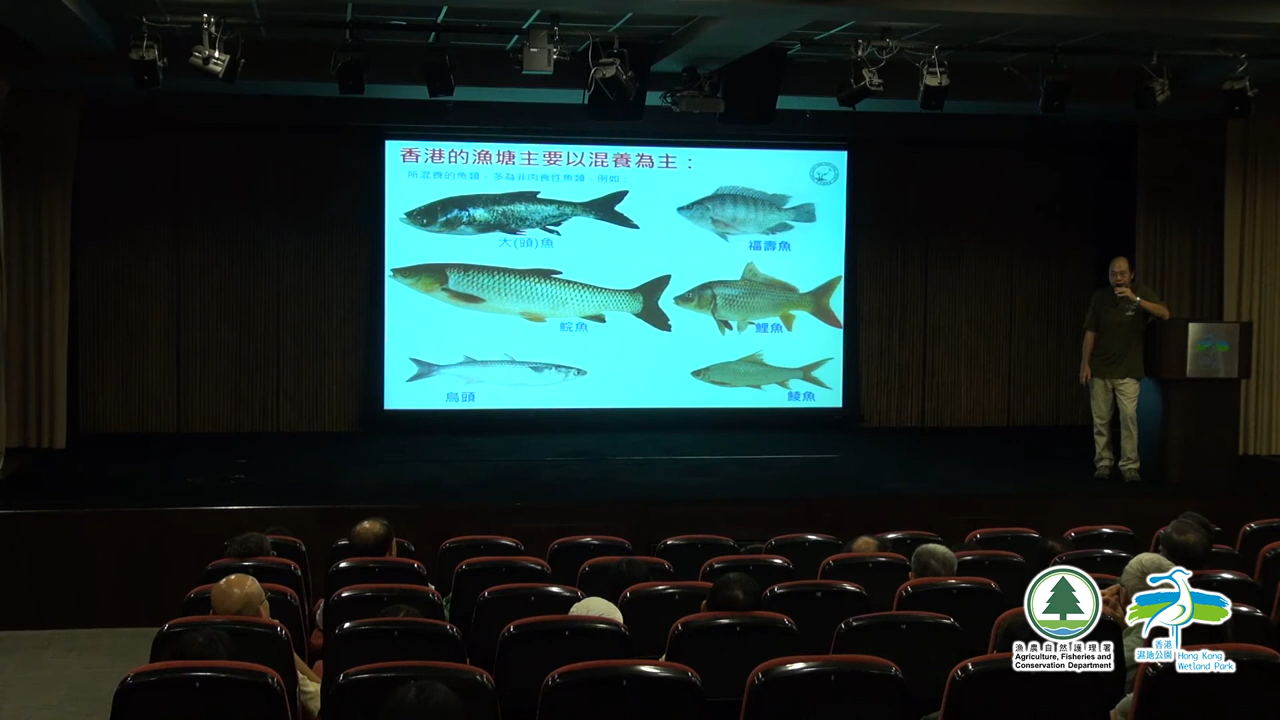 香港的漁塘主要以混養為主：
所混養的魚類，多為非肉食性魚類，例如：
大(頭)魚
福壽魚
鯇魚
鯉魚
烏頭
鯪魚
漁農自然護理署
Agriculture, Fisheries and
Conservation Department
香港
濕地公園
Hong Kong
Wetland Park